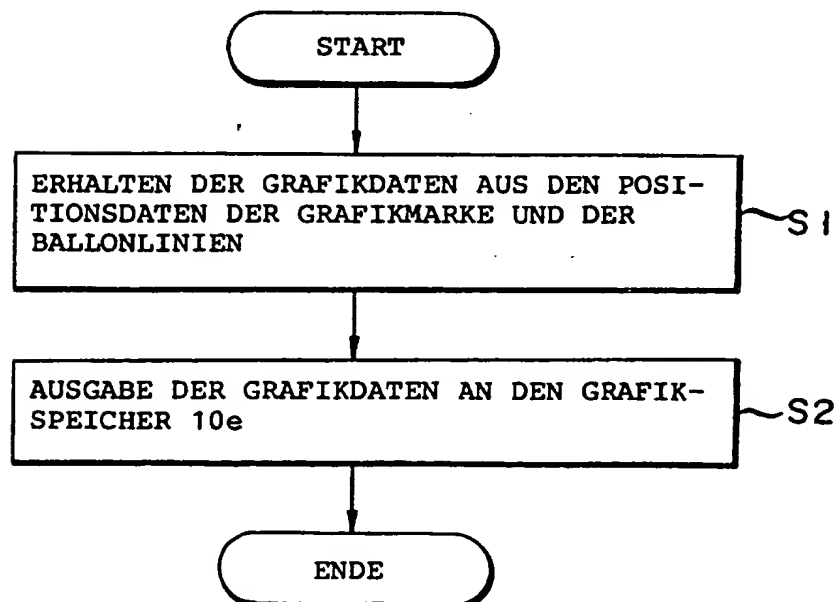 START
ERHALTEN DER GRAFIKDATEN AUS DEN POSI-
TIONSDATEN DER GRAFIKMARKE UND DER
BALLONLINIEN
S1
AUSGABE DER GRAFIKDATEN AN DEN GRAFIK-
SPEICHER 10e
S2
ENDE